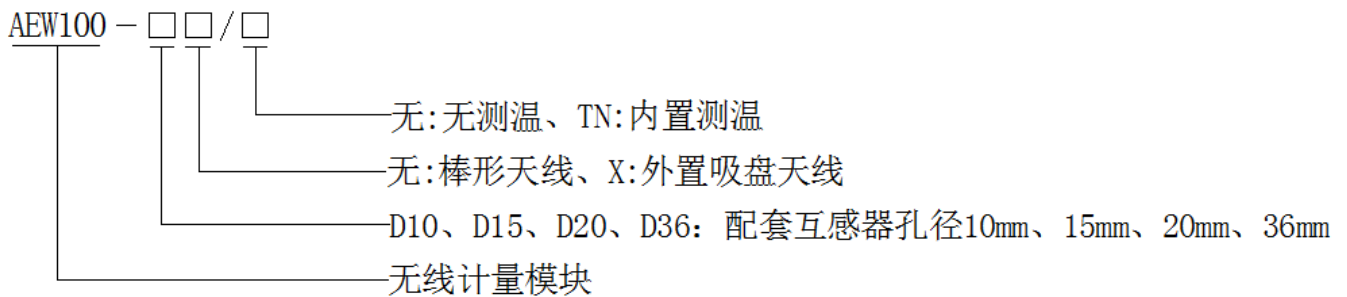 AEW100-□□/□
无:无测温、TN:内置测温
无:棒形天线、X:外置吸盘天线
D10、D15、D20、D36：配套互感器孔径10mm、15mm、20mm、36mm
无线计量模块